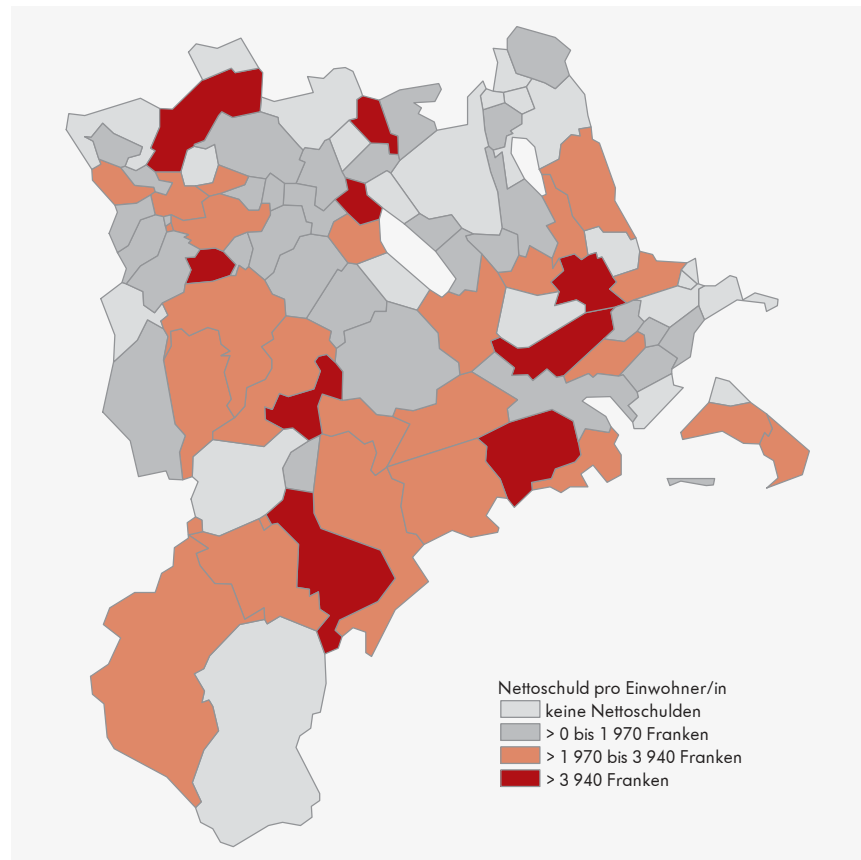 Nettoschuld pro Einwohner/in
keine Nettoschulden
> 0 bis 1 970 Franken
> 1 970 bis 3 940 Franken
> 3 940 Franken